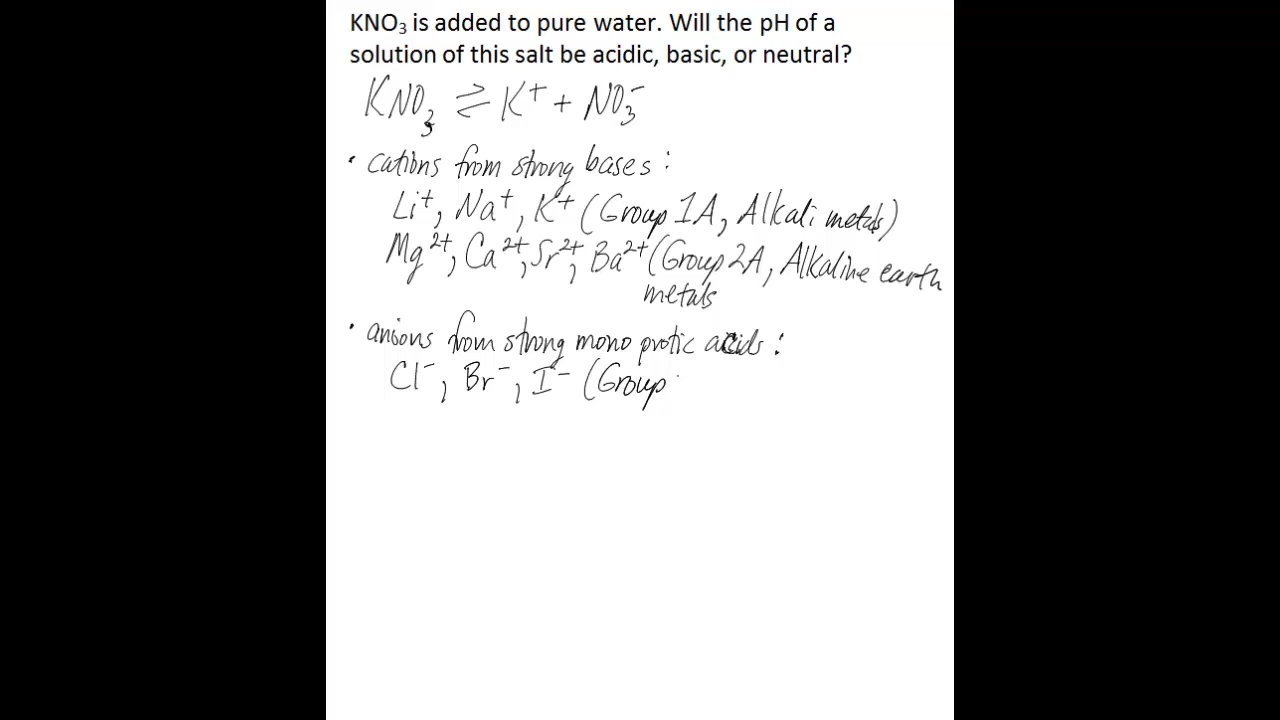 KNO₃ is added to pure water. Will the pH of a
solution of this salt be acidic, basic, or neutral?
KNO₃ ⇌ K⁺ + NO₃⁻
• cations from strong bases :
Li⁺, Na⁺, K⁺ (Group 1A, Alkali metals)
Mg²⁺, Ca²⁺, Sr²⁺, Ba²⁺ (Group 2A, Alkaline earth
metals
• anions from strong mono protic acids :
Cl⁻, Br⁻, I⁻ (Group